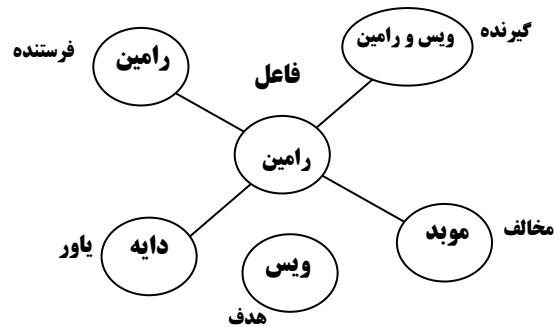 گیرنده
ویس و رامین
رامین
فرستنده
فاعل
رامین
مخالف
موبد
دایه
یاور
ویس
هدف